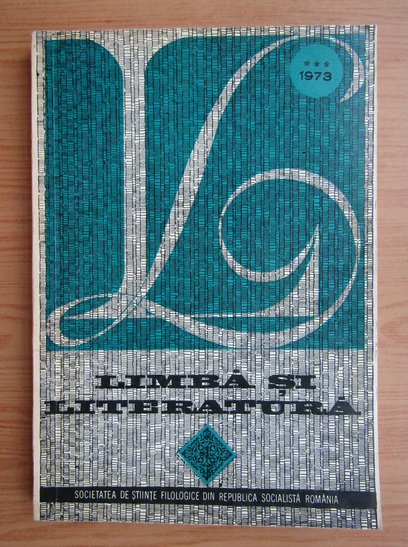 ***
1973
LIMBĂ ȘI
LITERATURĂ
SOCIETATEA DE ȘTIINȚE FILOLOGICE DIN REPUBLICA SOCIALISTĂ ROMÂNIA